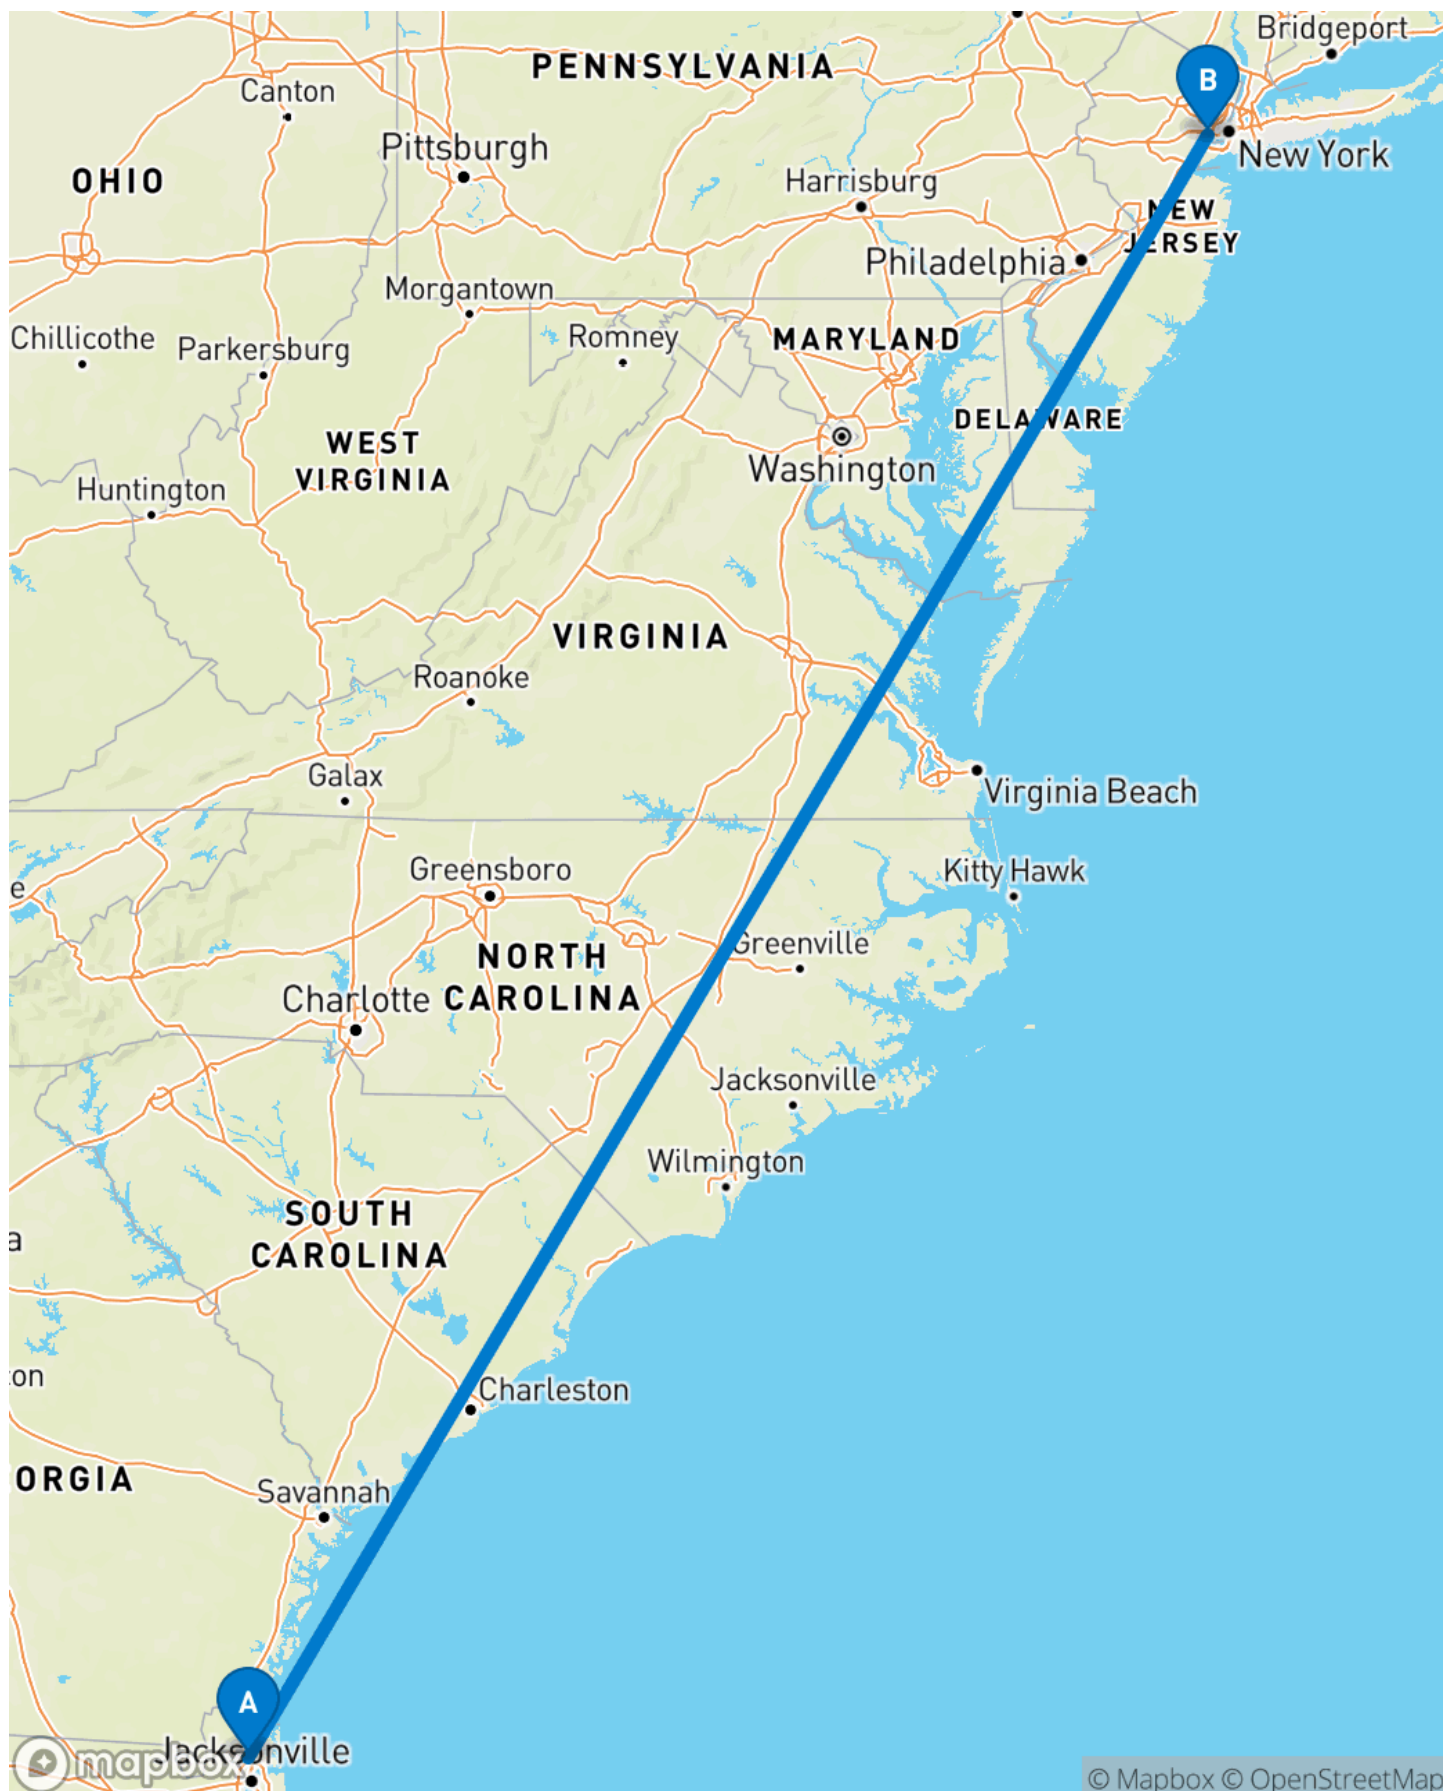 Bridgeport
PENNSYLVANIA
B
Canton
Pittsburgh
New York
OHIO
Harrisburg
NEW
JERSEY
Philadelphia
Morgantown
Chillicothe
Parkersburg
Romney
MARYLAND
DELAWARE
WEST
VIRGINIA
Washington
Huntington
VIRGINIA
Roanoke
Galax
Virginia Beach
Greensboro
Kitty Hawk
e
Greenville
NORTH
CAROLINA
Charlotte
Jacksonville
Wilmington
SOUTH
CAROLINA
a
on
Charleston
ORGIA
Savannah
A
Jacksonville
mapbox
© Mapbox © OpenStreetMap